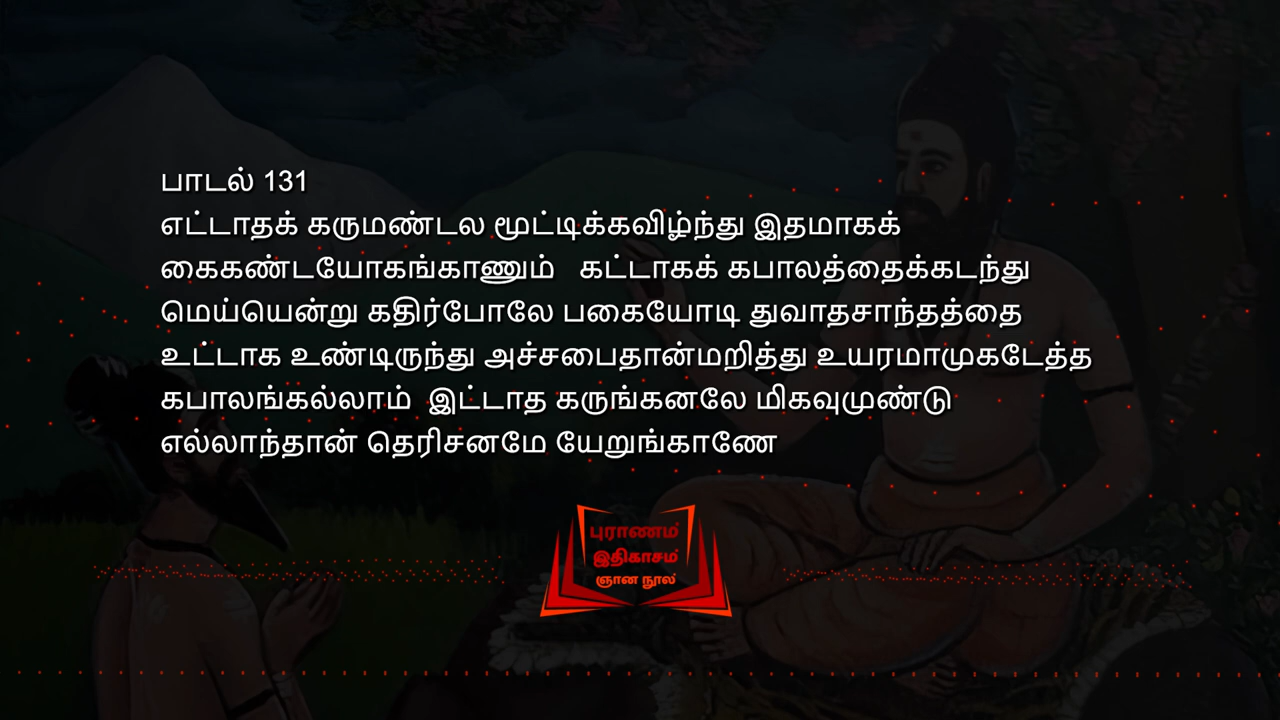 பாடல் 131
எட்டாதக் கருமண்டல மூட்டிக்கவிழ்ந்து இதமாகக்
கைகண்டயோகங்காணும் கட்டாகக் கபாலத்தைக்கடந்து
மெய்யென்று கதிர்போலே பகையோடி துவாதசாந்தத்தை
உட்டாக உண்டிருந்து அச்சபைதான்மறித்து உயரமாமுகடேத்த
கபாலங்கல்லாம் இட்டாத கருங்கனலே மிகவுமுண்டு
எல்லாந்தான் தெரிசனமே யேறுங்காணே
புராணம்
இதிகாசம்
ஞான நூல்